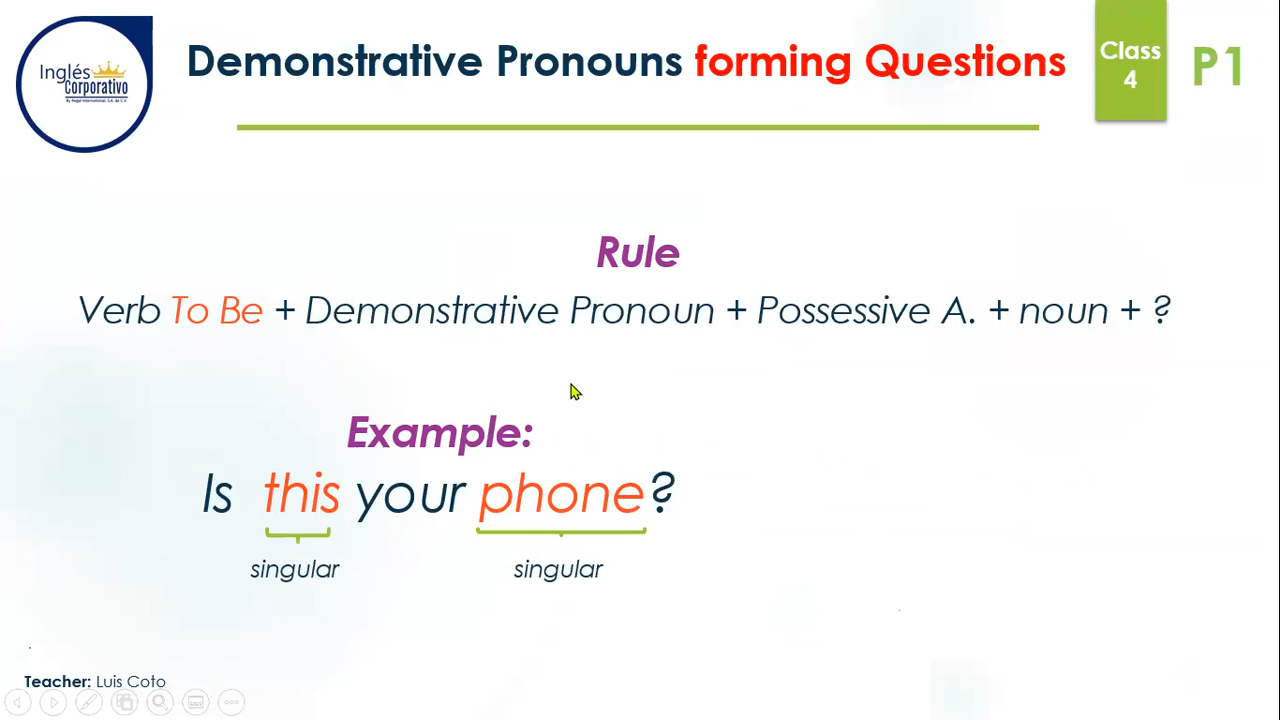 Inglés
Corporativo
Demonstrative Pronouns forming Questions
Class
4
P1
Rule
Verb To Be + Demonstrative Pronoun + Possessive A. + noun + ?
Example:
Is this your phone?
singular singular
Teacher: Luis Coto